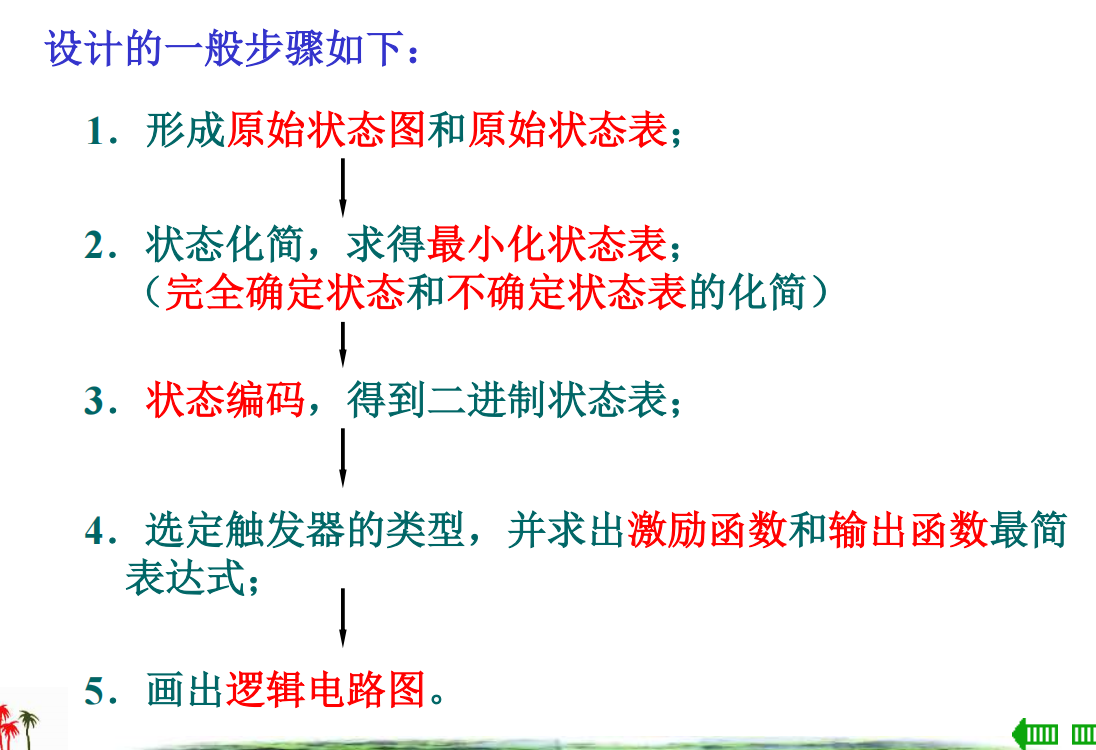 设计的一般步骤如下：
1．形成原始状态图和原始状态表；
2．状态化简，求得最小化状态表；
（完全确定状态和不确定状态表的化简）
3．状态编码，得到二进制状态表；
4．选定触发器的类型，并求出激励函数和输出函数最简
表达式；
5．画出逻辑电路图。